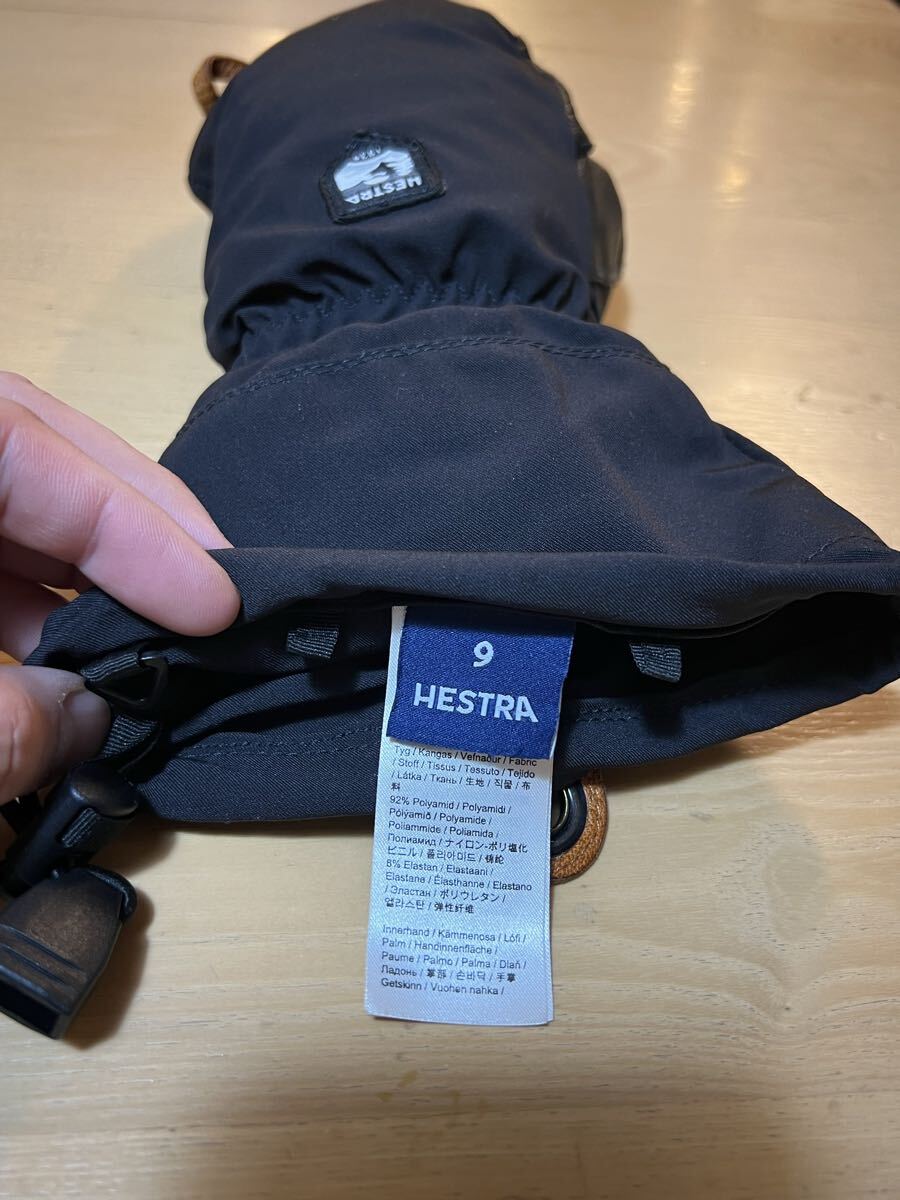 HESTRA
1936
9
HESTRA
Tyg / Kangas / Vefnaður / Fabric
/ Stoff / Tissus / Tessuto / Tejido
/ Látka / Ткань / 生地 / 직물 / 布
料
92% Polyamid / Polyamidi /
Pólýamíð / Polyamide /
Poliammide / Poliamida /
Полиамид / ナイロン-ポリ塩化
ビニル / 폴리아미드 / 锦纶
8% Elastan / Elastaani /
Elastane / Élasthanne / Elastano
/ Эластан / ポリウレタン /
엘라스탄 / 弹性纤维
Innerhand / Kämmenosa / Lófi /
Palm / Handinnenfläche /
Paume / Palmo / Palma / Dlaň /
Ладонь / 掌部 / 손바닥 / 手掌
Getskinn / Vuohen nahka /